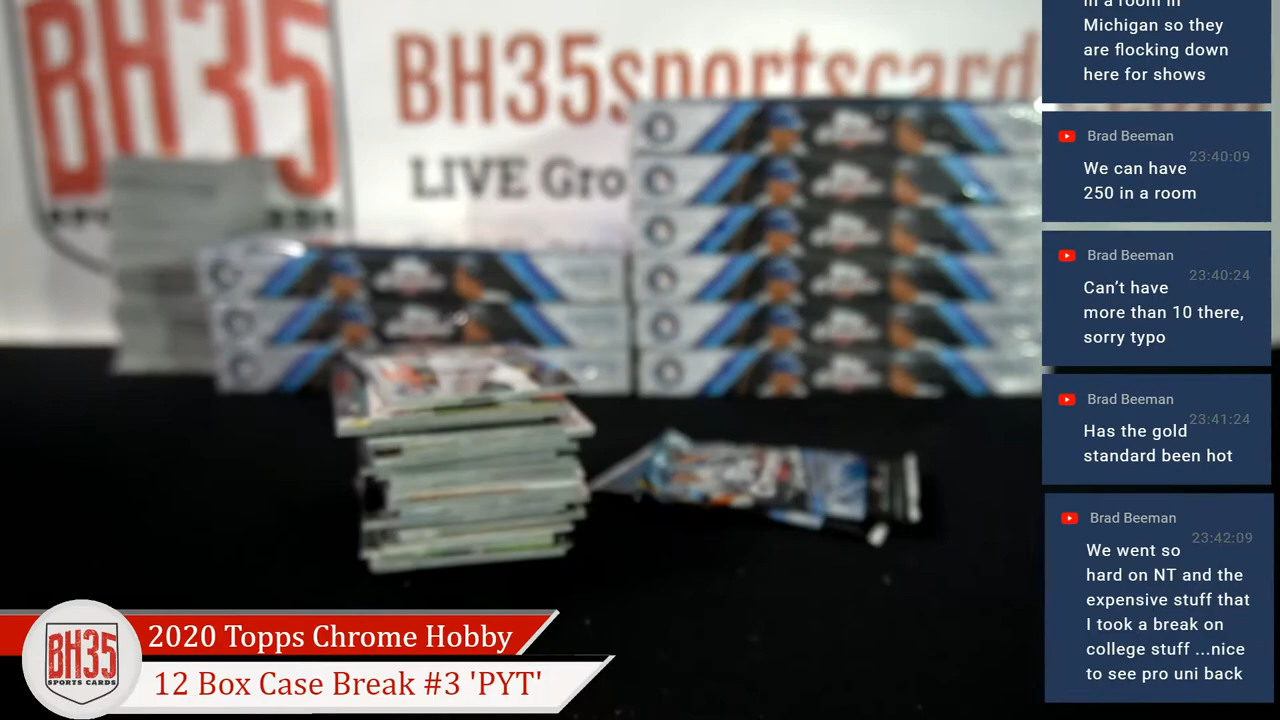 BH35
BH35sportscard
LIVE Gro
in a room in
Michigan so they
are flocking down
here for shows
Brad Beeman
23:40:09
We can have
250 in a room
Brad Beeman
23:40:24
Can't have
more than 10 there,
sorry typo
Brad Beeman
23:41:24
Has the gold
standard been hot
Brad Beeman
23:42:09
We went so
hard on NT and the
expensive stuff that
I took a break on
college stuff ...nice
to see pro uni back
BH35
SPORTS CARDS
2020 Topps Chrome Hobby
12 Box Case Break #3 'PYT'